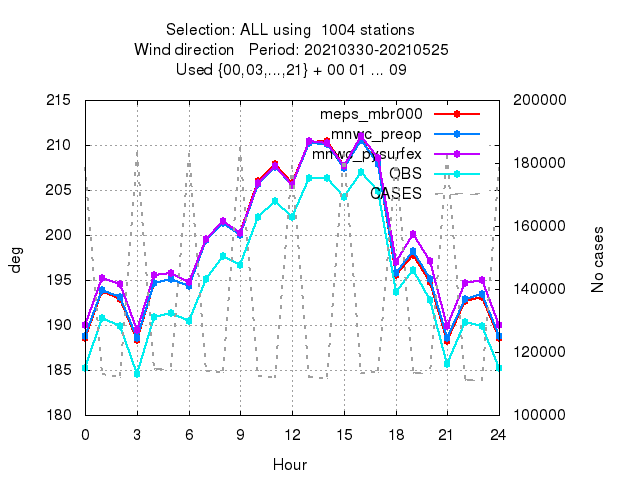 Selection: ALL using  1004 stations
Wind direction   Period: 20210330-20210525
Used {00,03,...,21} + 00 01 ... 09
215
210
205
200
195
190
185
180
200000
180000
160000
140000
120000
100000
meps_mbr000
mnwc_preop
mnwc_pysurfex
OBS
CASES
deg
No cases
0 3 6 9 12 15 18 21 24
Hour